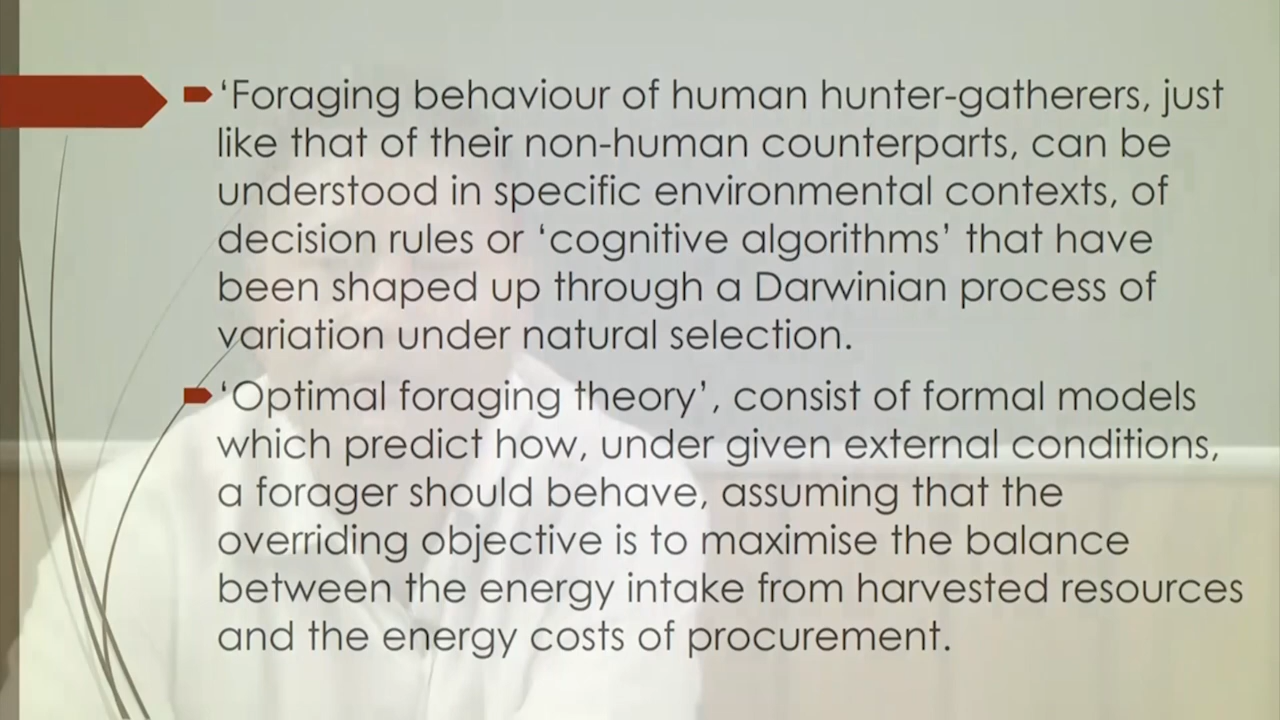 ‘Foraging behaviour of human hunter-gatherers, just
like that of their non-human counterparts, can be
understood in specific environmental contexts, of
decision rules or ‘cognitive algorithms’ that have
been shaped up through a Darwinian process of
variation under natural selection.
‘Optimal foraging theory’, consist of formal models
which predict how, under given external conditions,
a forager should behave, assuming that the
overriding objective is to maximise the balance
between the energy intake from harvested resources
and the energy costs of procurement.